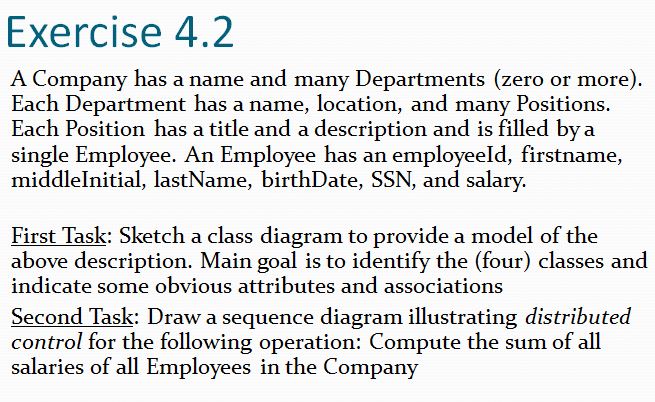 Exercise 4.2
A Company has a name and many Departments (zero or more).
Each Department has a name, location, and many Positions.
Each Position has a title and a description and is filled by a
single Employee. An Employee has an employeeId, firstname,
middleInitial, lastName, birthDate, SSN, and salary.
First Task: Sketch a class diagram to provide a model of the
above description. Main goal is to identify the (four) classes and
indicate some obvious attributes and associations
Second Task: Draw a sequence diagram illustrating distributed
control for the following operation: Compute the sum of all
salaries of all Employees in the Company